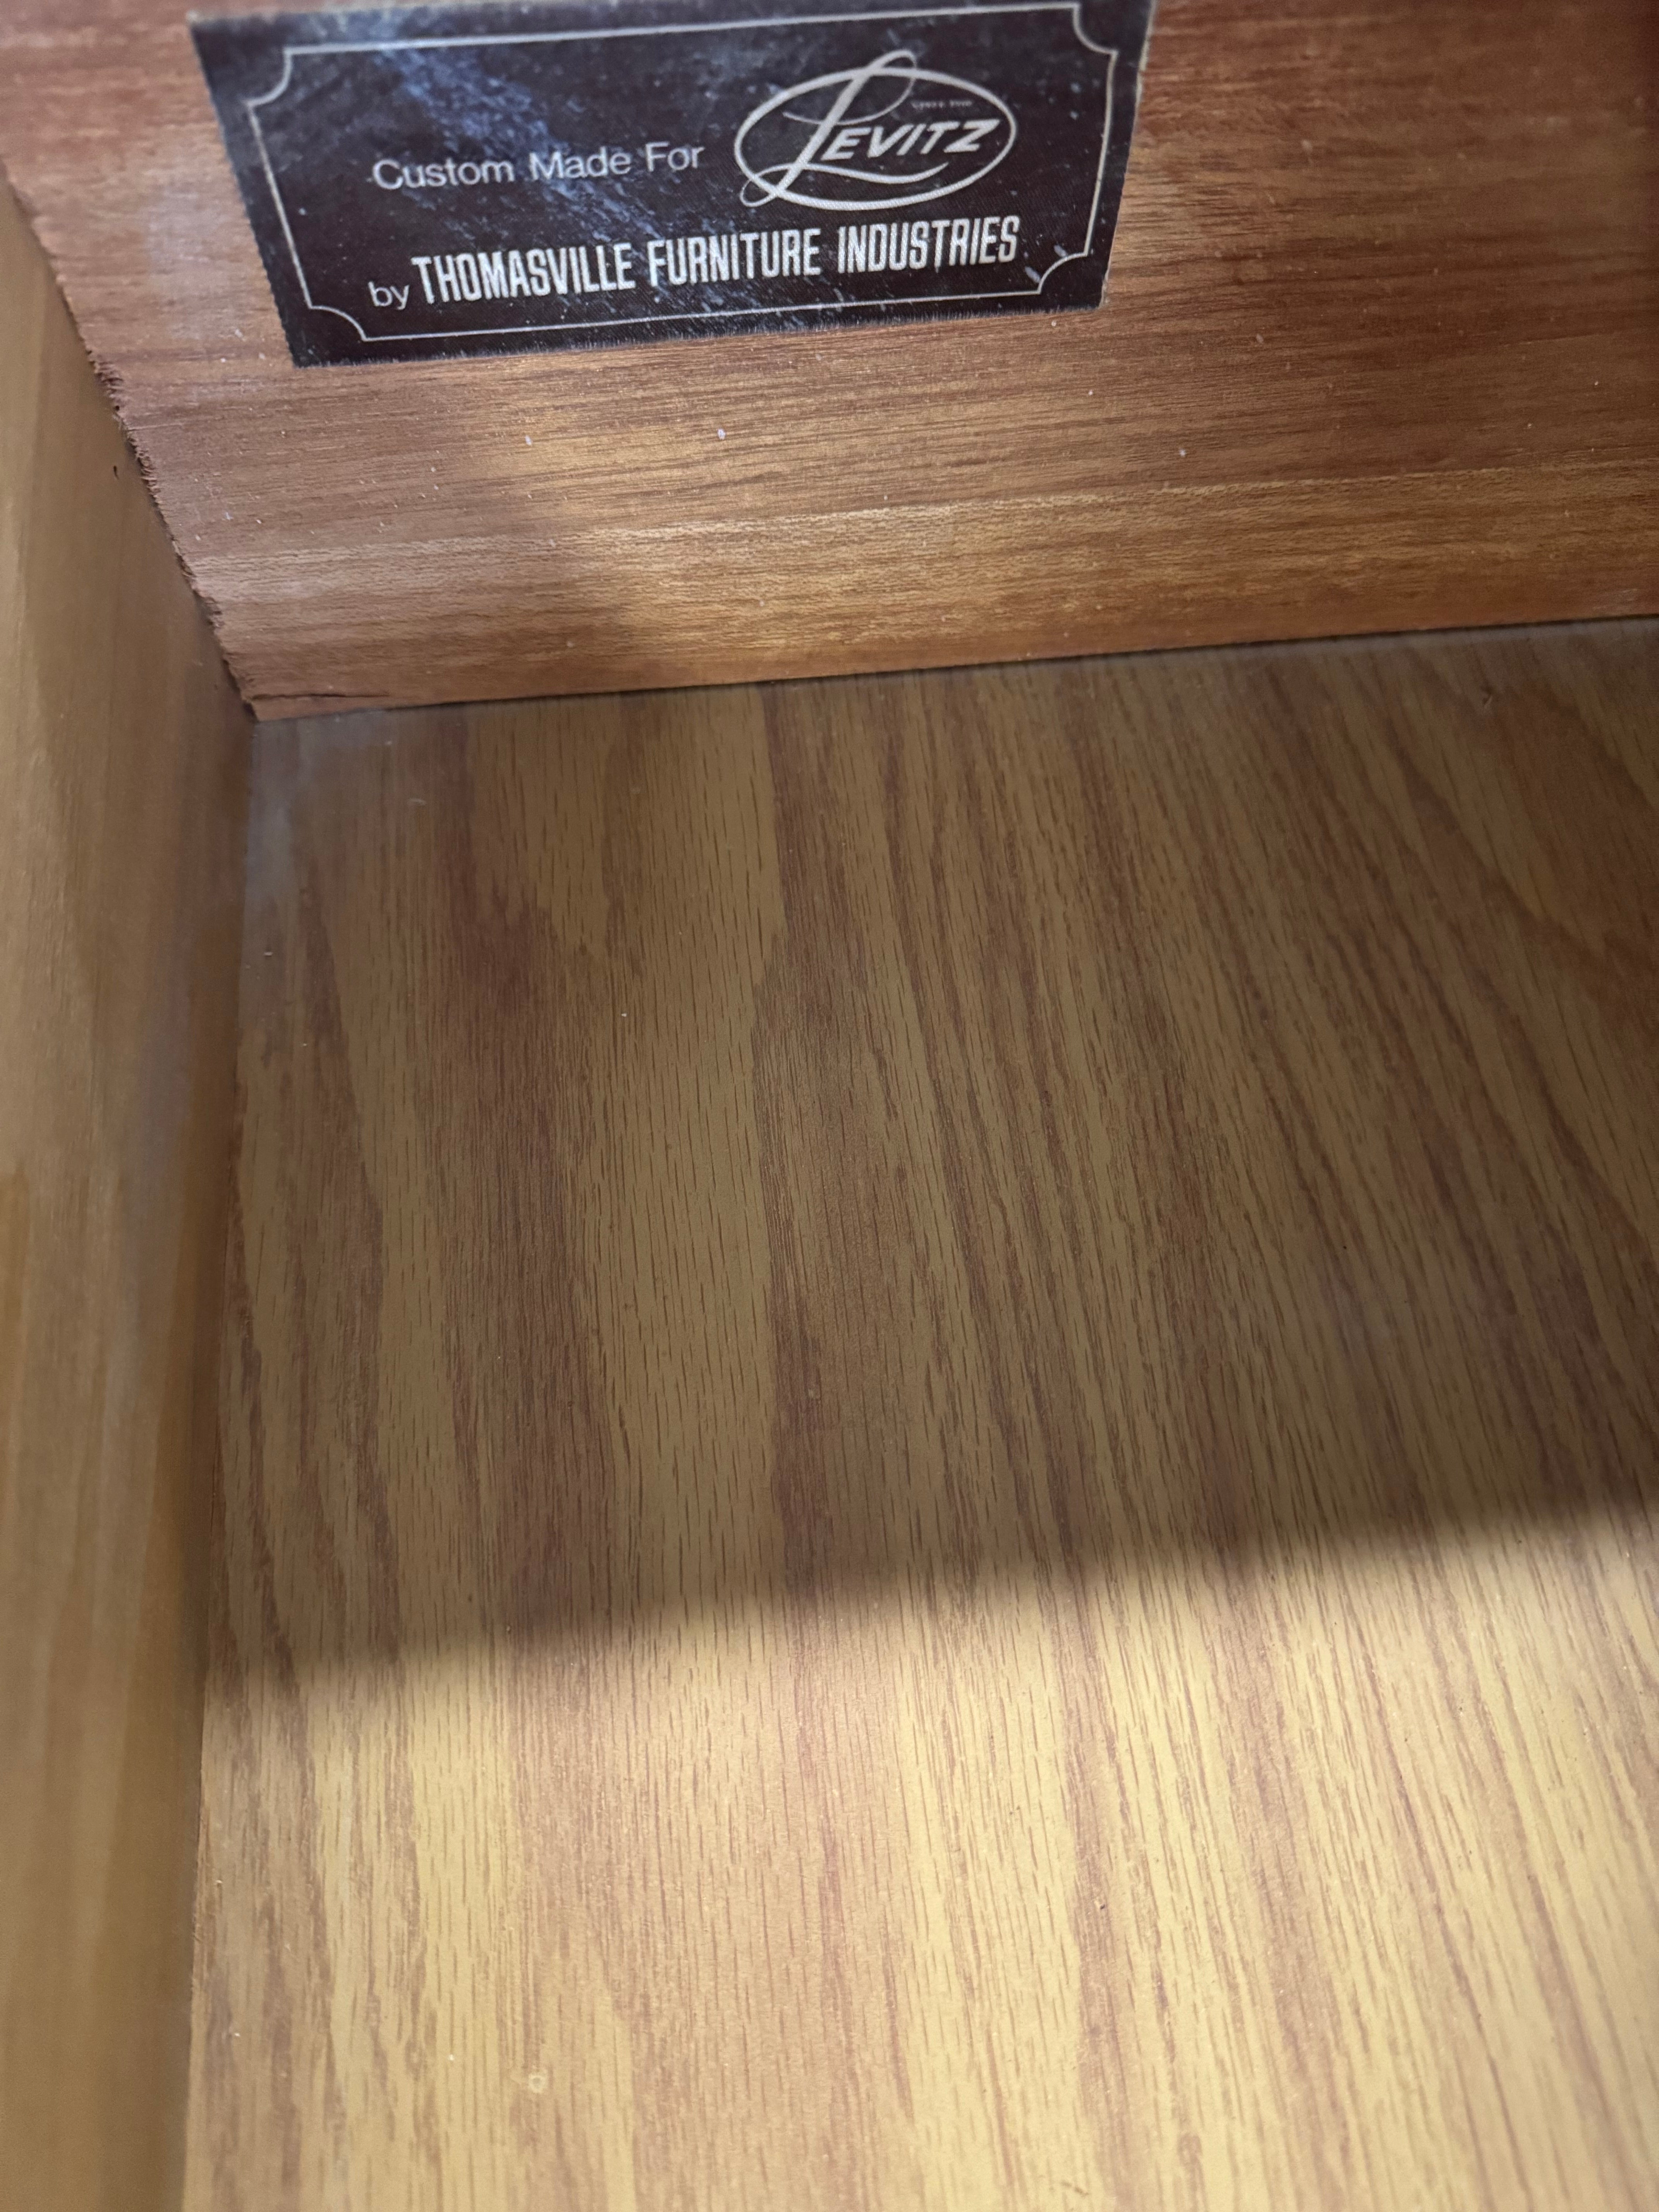 Custom Made For LEVITZ
by THOMASVILLE FURNITURE INDUSTRIES